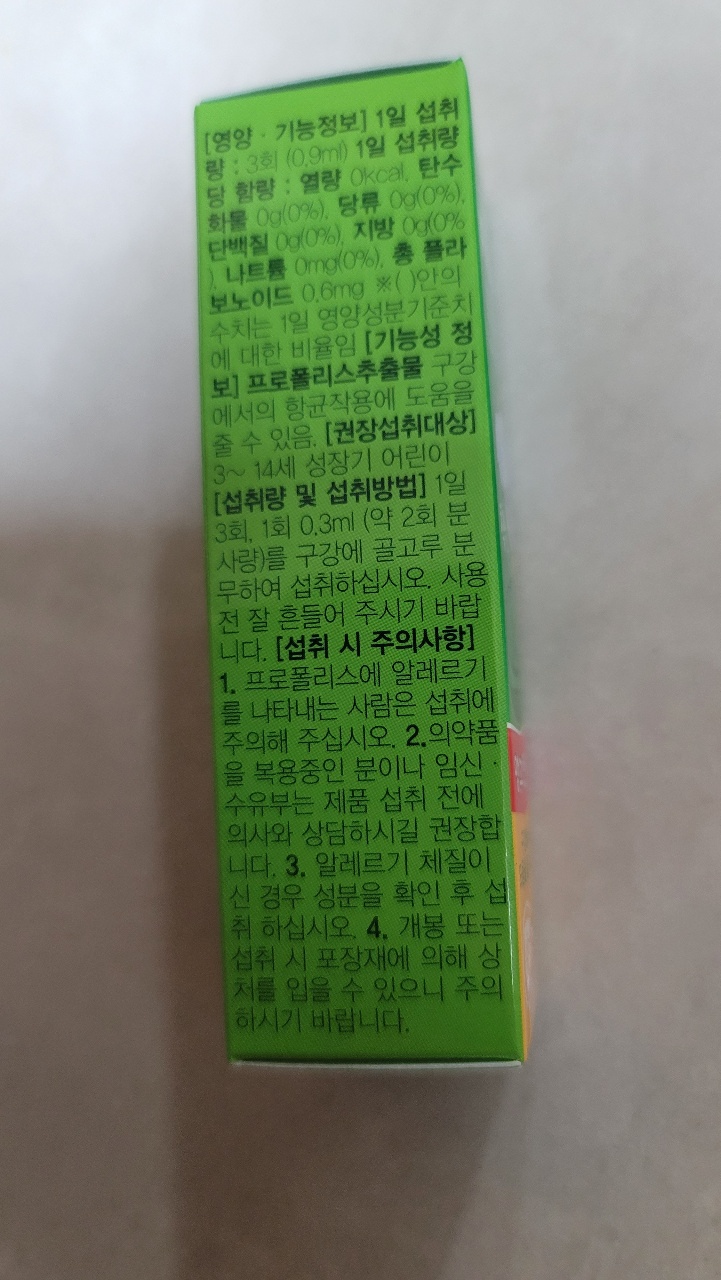 [영양 · 기능정보] 1일 섭취
량 : 3회 (0.9ml) 1일 섭취량
당 함량 : 열량 0kcal, 탄수
화물 0g(0%), 당류 0g(0%),
단백질 0g(0%), 지방 0g(0%
), 나트륨 0mg(0%), 총 플라
보노이드 0.6mg ※( )안의
수치는 1일 영양성분기준치
에 대한 비율임 [기능성 정
보] 프로폴리스추출물 구강
에서의 항균작용에 도움을
줄 수 있음. [권장섭취대상]
3~ 14세 성장기 어린이
[섭취량 및 섭취방법] 1일
3회, 1회 0.3ml (약 2회 분
사량)를 구강에 골고루 분
무하여 섭취하십시오. 사용
전 잘 흔들어 주시기 바랍
니다. [섭취 시 주의사항]
1. 프로폴리스에 알레르기
를 나타내는 사람은 섭취에
주의해 주십시오. 2.의약품
을 복용중인 분이나 임신 ·
수유부는 제품 섭취 전에
의사와 상담하시길 권장합
니다. 3. 알레르기 체질이
신 경우 성분을 확인 후 섭
취 하십시오. 4. 개봉 또는
섭취 시 포장재에 의해 상
처를 입을 수 있으니 주의
하시기 바랍니다.